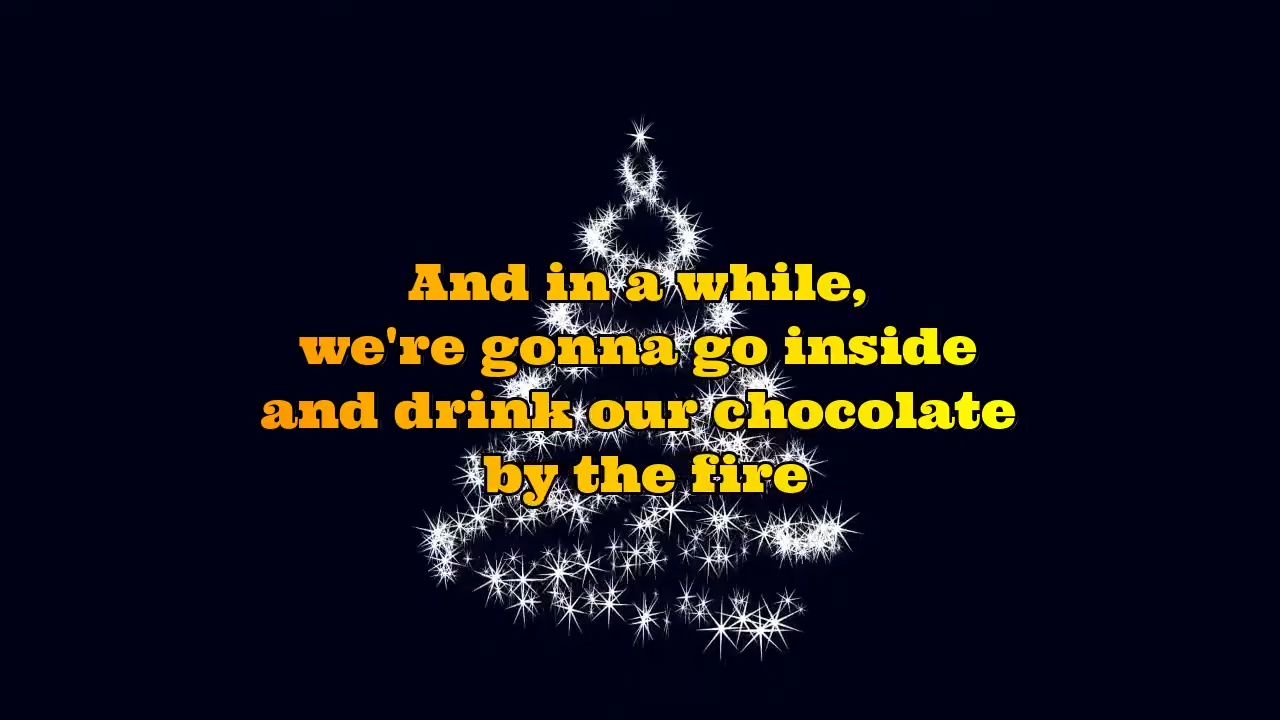 And in a while,
we're gonna go inside
and drink our chocolate
by the fire